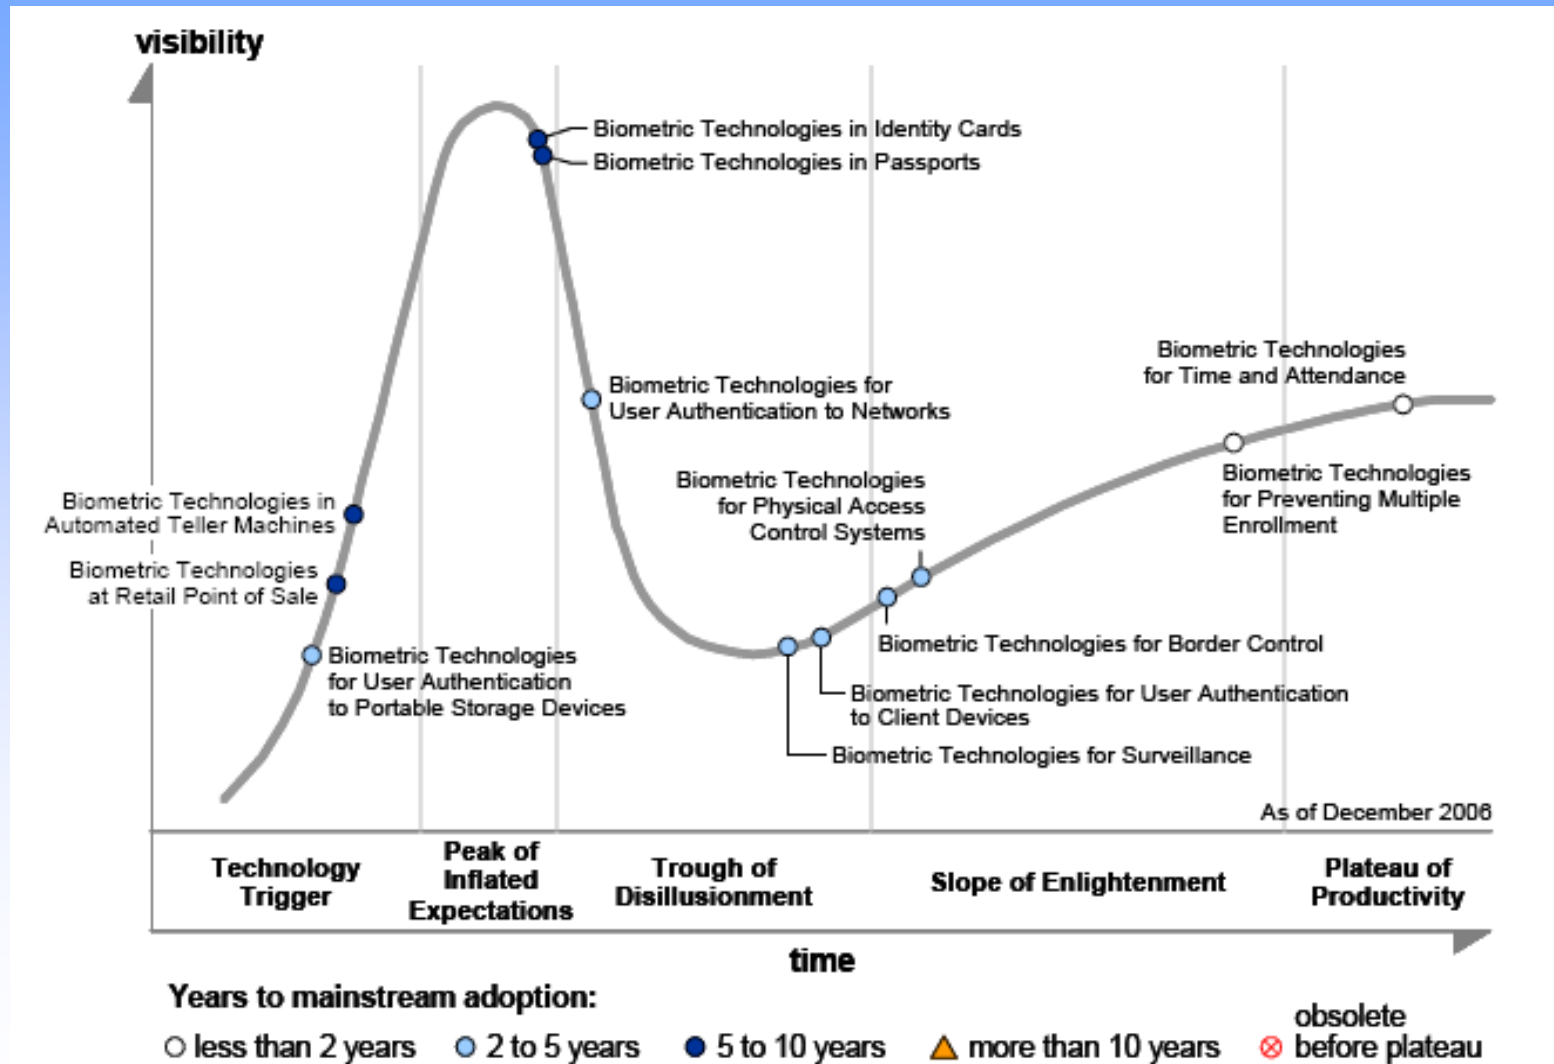 visibility
Biometric Technologies in Identity Cards
Biometric Technologies in Passports
Biometric Technologies
for Time and Attendance
Biometric Technologies for
User Authentication to Networks
Biometric Technologies
for Preventing Multiple
Enrollment
Biometric Technologies
for Physical Access
Control Systems
Biometric Technologies in
Automated Teller Machines
Biometric Technologies
at Retail Point of Sale
Biometric Technologies for Border Control
Biometric Technologies
for User Authentication
to Portable Storage Devices
Biometric Technologies for User Authentication
to Client Devices
Biometric Technologies for Surveillance
As of December 2006
Technology
Trigger
Peak of
Inflated
Expectations
Trough of
Disillusionment
Slope of Enlightenment
Plateau of
Productivity
time
Years to mainstream adoption:
less than 2 years
2 to 5 years
5 to 10 years
more than 10 years
obsolete
before plateau